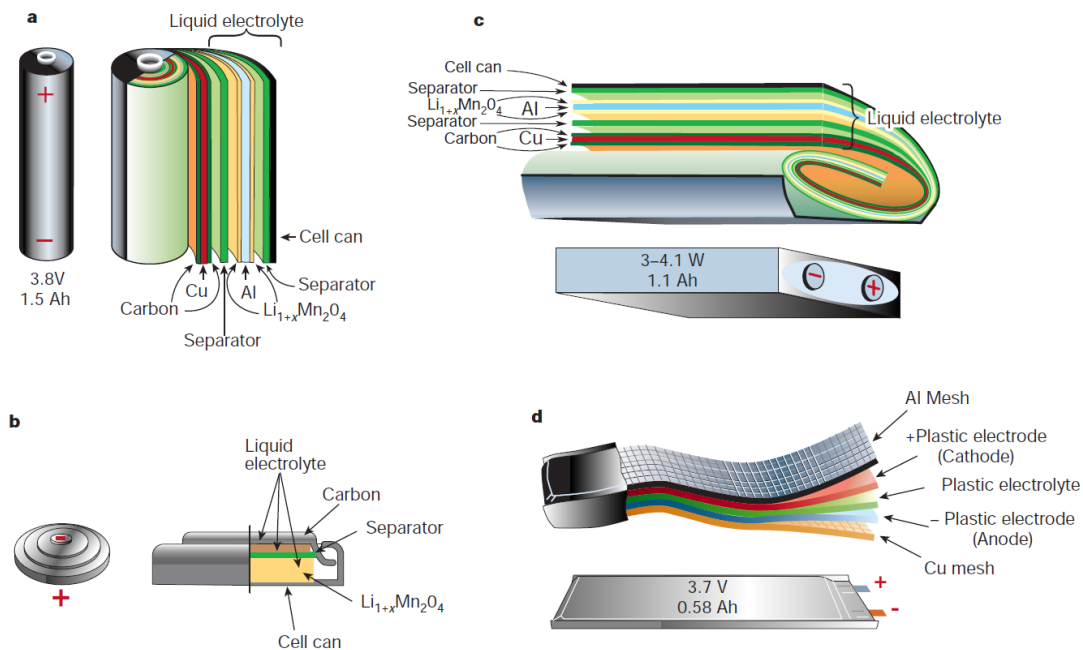 a
Liquid electrolyte
+
–
3.8V
1.5 Ah
Cell can
Separator
Cu
Al
Carbon
Li1+xMn2O4
Separator
c
Cell can
Separator
Li1+xMn2O4
Al
Separator
Carbon
Cu
Liquid electrolyte
3–4.1 W
1.1 Ah
–
+
b
Liquid
electrolyte
Carbon
Separator
Li1+xMn2O4
Cell can
–
+
d
Al Mesh
+Plastic electrode
(Cathode)
Plastic electrolyte
– Plastic electrode
(Anode)
Cu mesh
3.7 V
0.58 Ah
+
-